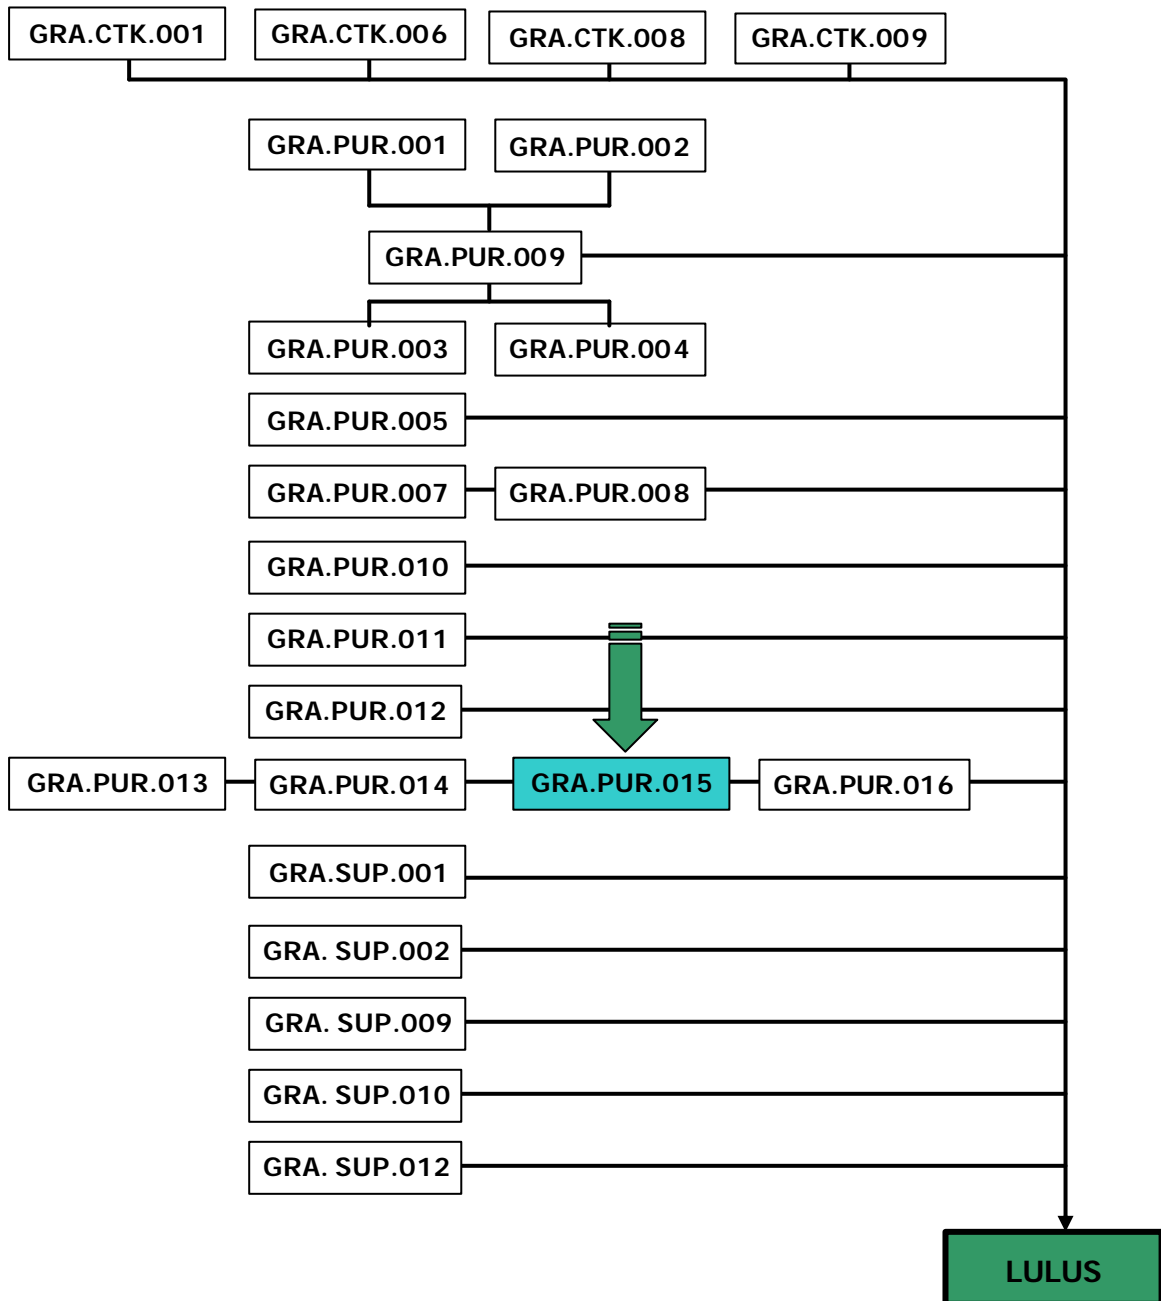 GRA.CTK.001
GRA.CTK.006
GRA.CTK.008
GRA.CTK.009
GRA.PUR.001
GRA.PUR.002
GRA.PUR.009
GRA.PUR.003
GRA.PUR.004
GRA.PUR.005
GRA.PUR.007
GRA.PUR.008
GRA.PUR.010
GRA.PUR.011
GRA.PUR.012
GRA.PUR.013
GRA.PUR.014
GRA.PUR.015
GRA.PUR.016
GRA.SUP.001
GRA. SUP.002
GRA. SUP.009
GRA. SUP.010
GRA. SUP.012
LULUS